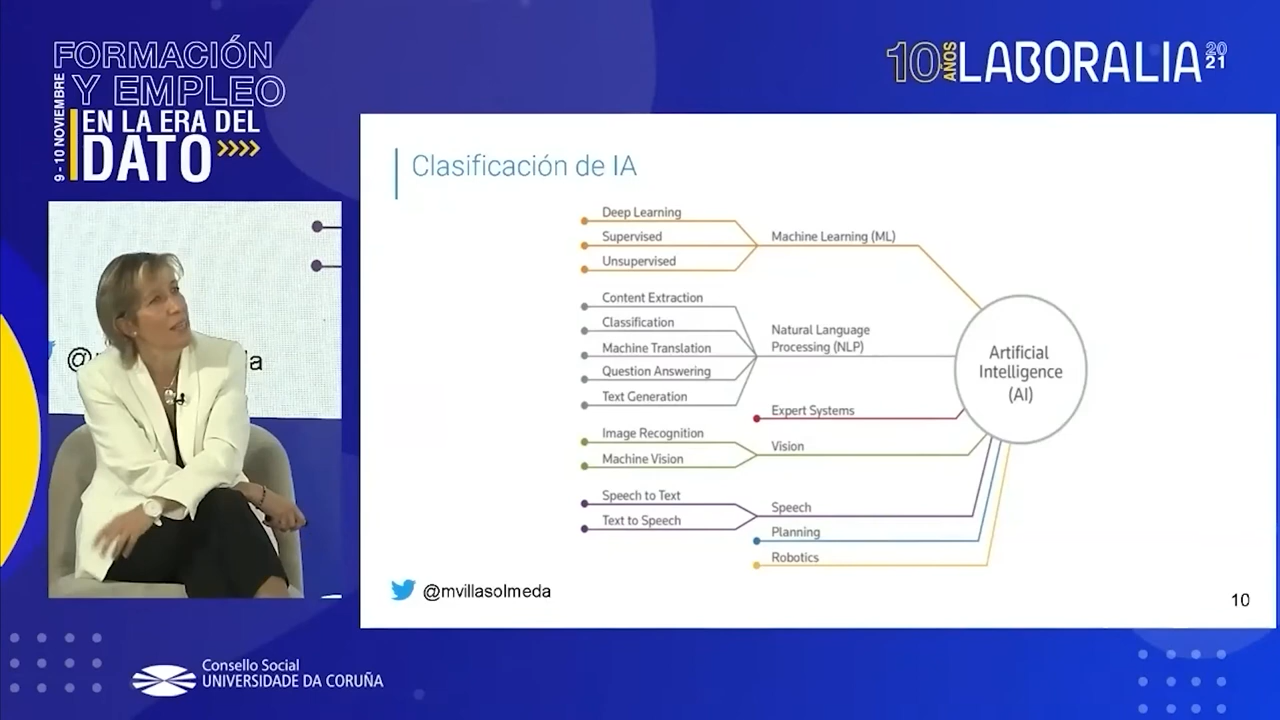 FORMACIÓN
Y EMPLEO
EN LA ERA DEL
DATO
9 - 10 NOVIEMBRE
10 AÑOS LABORALIA 2021
Clasificación de IA
Deep Learning
Supervised
Unsupervised
Machine Learning (ML)
Content Extraction
Classification
Machine Translation
Question Answering
Text Generation
Natural Language
Processing (NLP)
Expert Systems
Image Recognition
Machine Vision
Vision
Speech to Text
Text to Speech
Speech
Planning
Robotics
Artificial
Intelligence
(AI)
@mvillasolmeda
10
Consello Social
UNIVERSIDADE DA CORUÑA